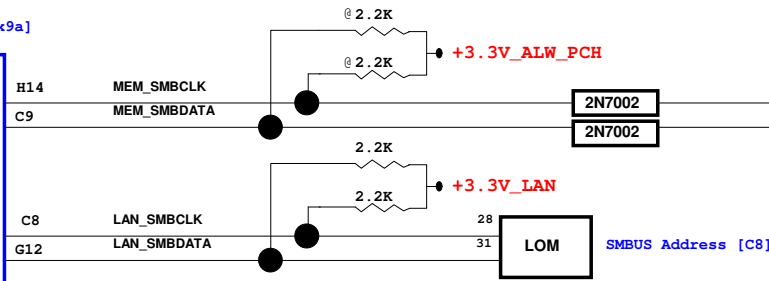 @ 2.2K
k9a]
+3.3V_ALW_PCH
@ 2.2K
H14 MEM_SMBCLK
2N7002
C9 MEM_SMBDATA
2N7002
2.2K
+3.3V_LAN
2.2K
C8 LAN_SMBCLK 28
G12 LAN_SMBDATA 31 LOM SMBUS Address [C8]